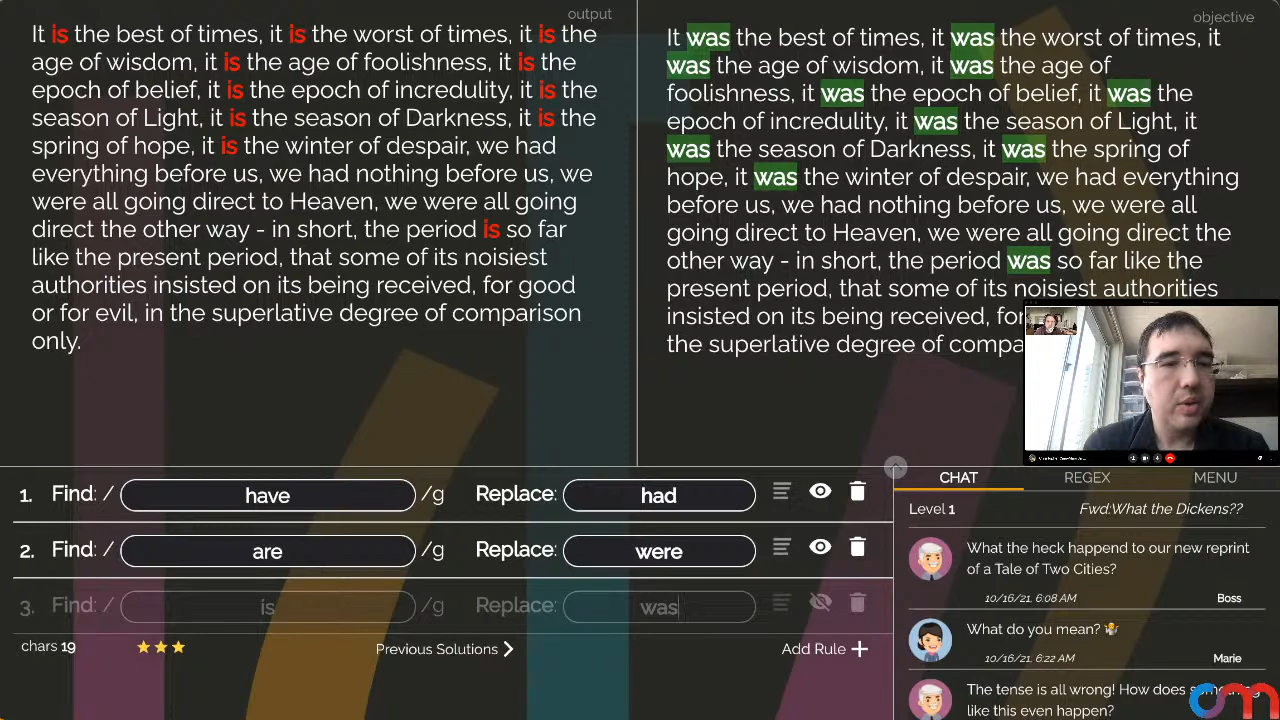 output
It is the best of times, it is the worst of times, it is the
age of wisdom, it is the age of foolishness, it is the
epoch of belief, it is the epoch of incredulity, it is the
season of Light, it is the season of Darkness, it is the
spring of hope, it is the winter of despair, we had
everything before us, we had nothing before us, we
were all going direct to Heaven, we were all going
direct the other way - in short, the period is so far
like the present period, that some of its noisiest
authorities insisted on its being received, for good
or for evil, in the superlative degree of comparison
only.
objective
It was the best of times, it was the worst of times, it
was the age of wisdom, it was the age of
foolishness, it was the epoch of belief, it was the
epoch of incredulity, it was the season of Light, it
was the season of Darkness, it was the spring of
hope, it was the winter of despair, we had everything
before us, we had nothing before us, we were all
going direct to Heaven, we were all going direct the
other way - in short, the period was so far like the
present period, that some of its noisiest authorities
insisted on its being received, for
the superlative degree of compa
1. Find: / have /g Replace: had
2. Find: / are /g Replace: were
3. Find: / is /g Replace: was
chars 19
Previous Solutions
Add Rule +
CHAT REGEX MENU
Level 1 Fwd:What the Dickens??
What the heck happend to our new reprint
of a Tale of Two Cities?
10/16/21, 6:08 AM Boss
What do you mean? 🤷
10/16/21, 6:22 AM Marie
The tense is all wrong! How does something
like this even happen?